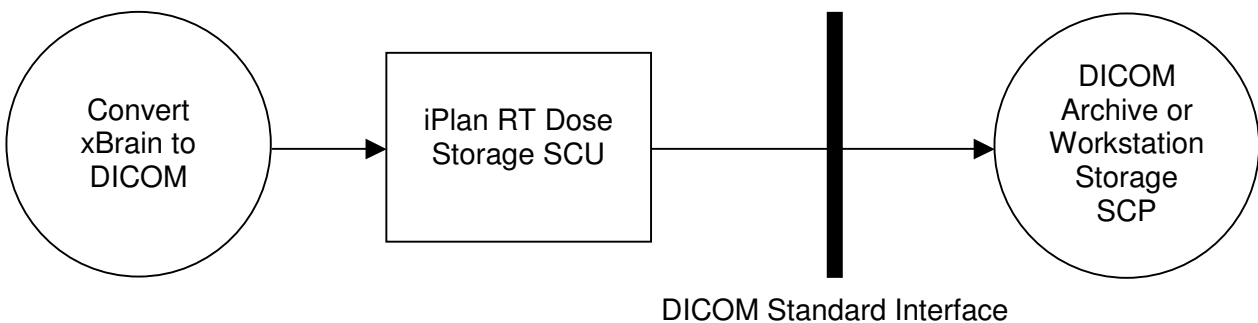 Convert
xBrain to
DICOM
iPlan RT Dose
Storage SCU
DICOM
Archive or
Workstation
Storage
SCP
DICOM Standard Interface